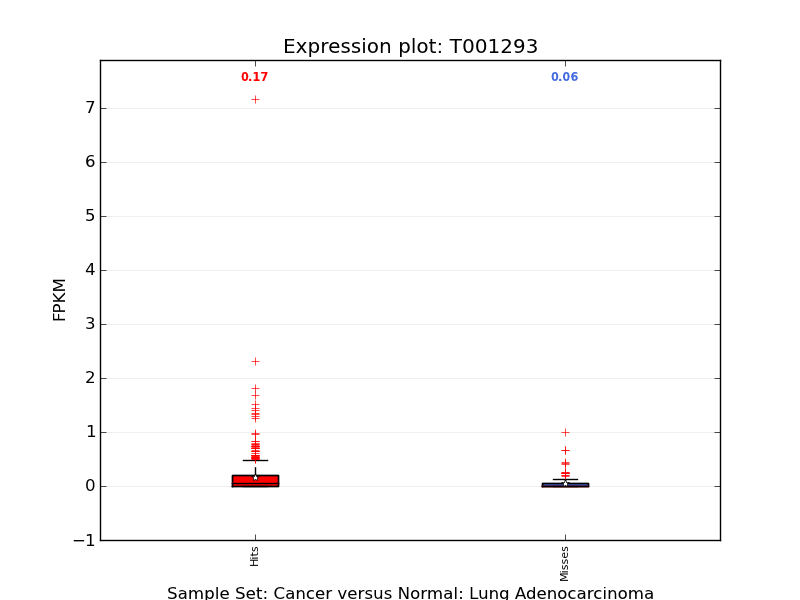 Expression plot: T001293
0.17 0.06
7
6
5
4
3
2
1
0
−1
FPKM
Hits Misses
Sample Set: Cancer versus Normal: Lung Adenocarcinoma